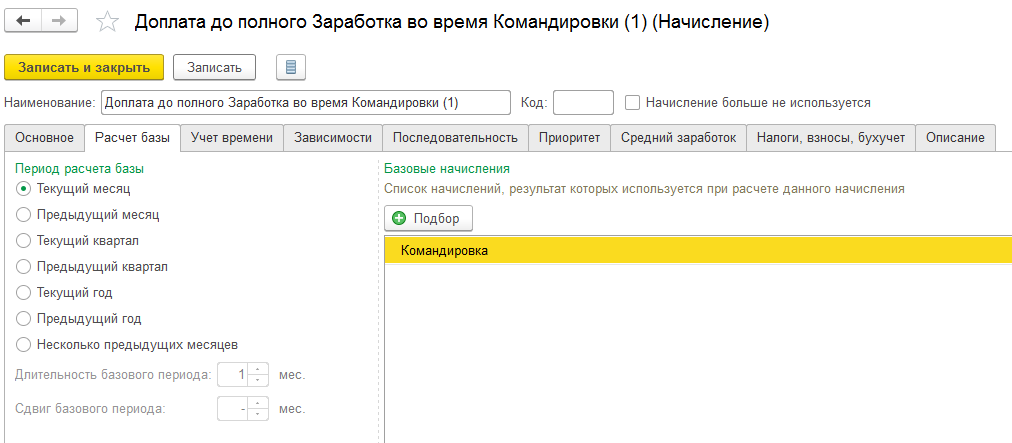 Доплата до полного Заработка во время Командировки (1) (Начисление)
Записать и закрыть Записать
Наименование: Доплата до полного Заработка во время Командировки (1) Код: Начисление больше не используется
Основное Расчет базы Учет времени Зависимости Последовательность Приоритет Средний заработок Налоги, взносы, бухучет Описание
Период расчета базы
Текущий месяц
Предыдущий месяц
Текущий квартал
Предыдущий квартал
Текущий год
Предыдущий год
Несколько предыдущих месяцев
Длительность базового периода: 1 мес.
Сдвиг базового периода: - мес.
Базовые начисления
Список начислений, результат которых используется при расчете данного начисления
Подбор
Командировка